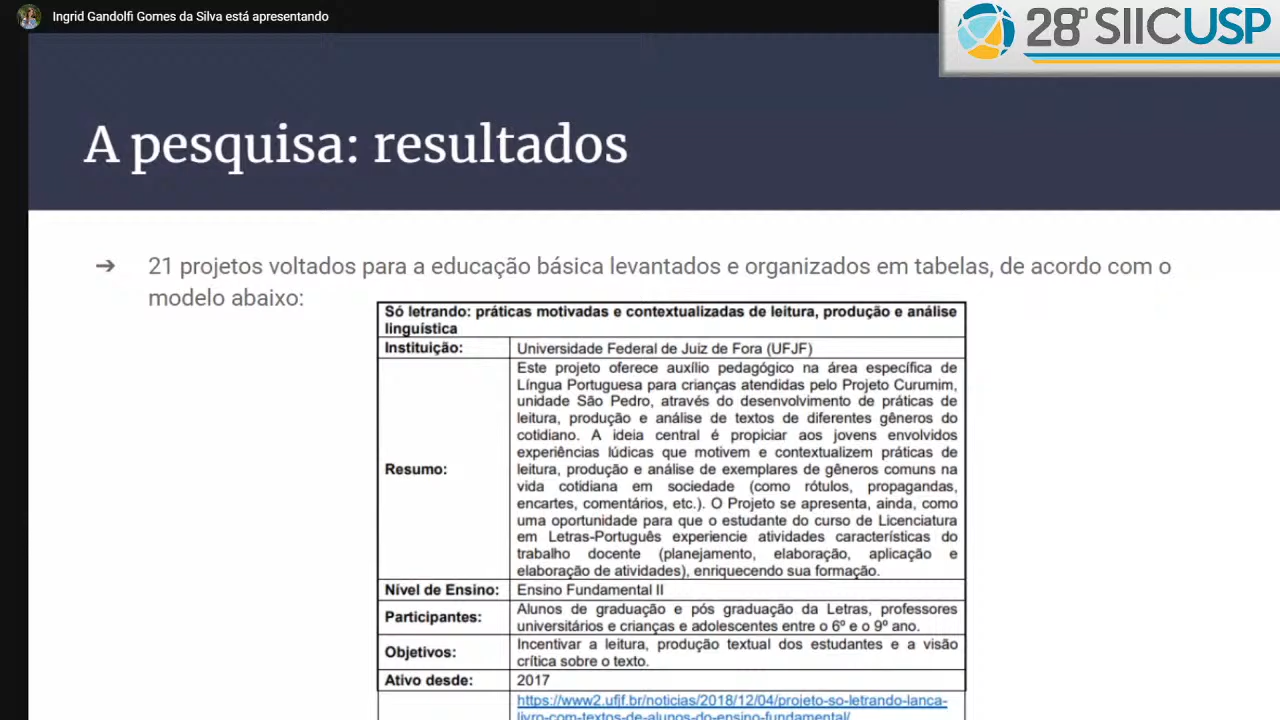 Ingrid Gandolfi Gomes da Silva está apresentando
28º SIICUSP
A pesquisa: resultados
➔ 21 projetos voltados para a educação básica levantados e organizados em tabelas, de acordo com o
modelo abaixo:
Só letrando: práticas motivadas e contextualizadas de leitura, produção e análise
linguística
Instituição: Universidade Federal de Juiz de Fora (UFJF)
Resumo:
Este projeto oferece auxílio pedagógico na área específica de
Língua Portuguesa para crianças atendidas pelo Projeto Curumim,
unidade São Pedro, através do desenvolvimento de práticas de
leitura, produção e análise de textos de diferentes gêneros do
cotidiano. A ideia central é propiciar aos jovens envolvidos
experiências lúdicas que motivem e contextualizem práticas de
leitura, produção e análise de exemplares de gêneros comuns na
vida cotidiana em sociedade (como rótulos, propagandas,
encartes, comentários, etc.). O Projeto se apresenta, ainda, como
uma oportunidade para que o estudante do curso de Licenciatura
em Letras-Português experiencie atividades características do
trabalho docente (planejamento, elaboração, aplicação e
elaboração de atividades), enriquecendo sua formação.
Nível de Ensino: Ensino Fundamental II
Participantes:
Alunos de graduação e pós graduação da Letras, professores
universitários e crianças e adolescentes entre o 6º e o 9º ano.
Objetivos:
Incentivar a leitura, produção textual dos estudantes e a visão
crítica sobre o texto.
Ativo desde: 2017
https://www2.ufjf.br/noticias/2018/12/04/projeto-so-letrando-lanca-
livro-com-textos-de-alunos-do-ensino-fundamental/